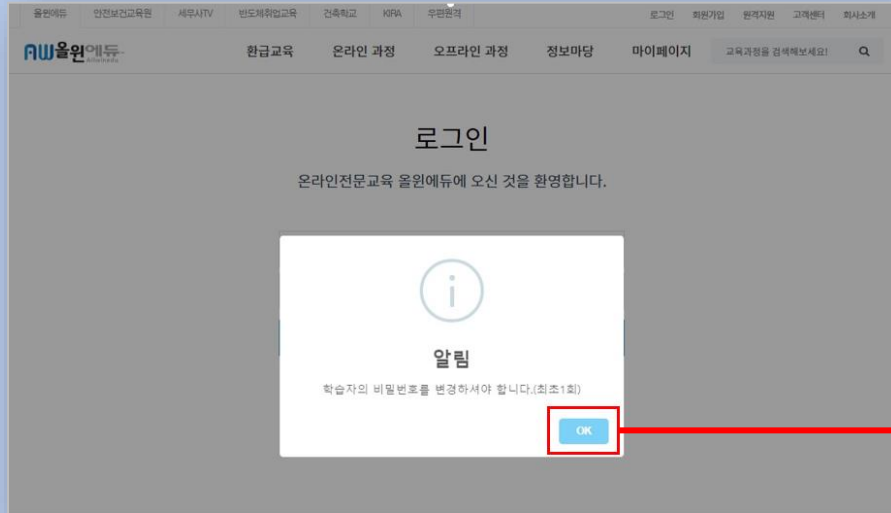 올윈에듀 안전보건교육원 세무사TV 반도체취업교육 건축학교 KIRA 우편원격 로그인 회원가입 원격지원 고객센터 회사소개
AW올윈에듀 환급교육 온라인 과정 오프라인 과정 정보마당 마이페이지 교육과정을 검색해보세요!
Allwinedu
로그인
온라인전문교육 올윈에듀에 오신 것을 환영합니다.
i
알림
학습자의 비밀번호를 변경하셔야 합니다.(최초1회)
OK